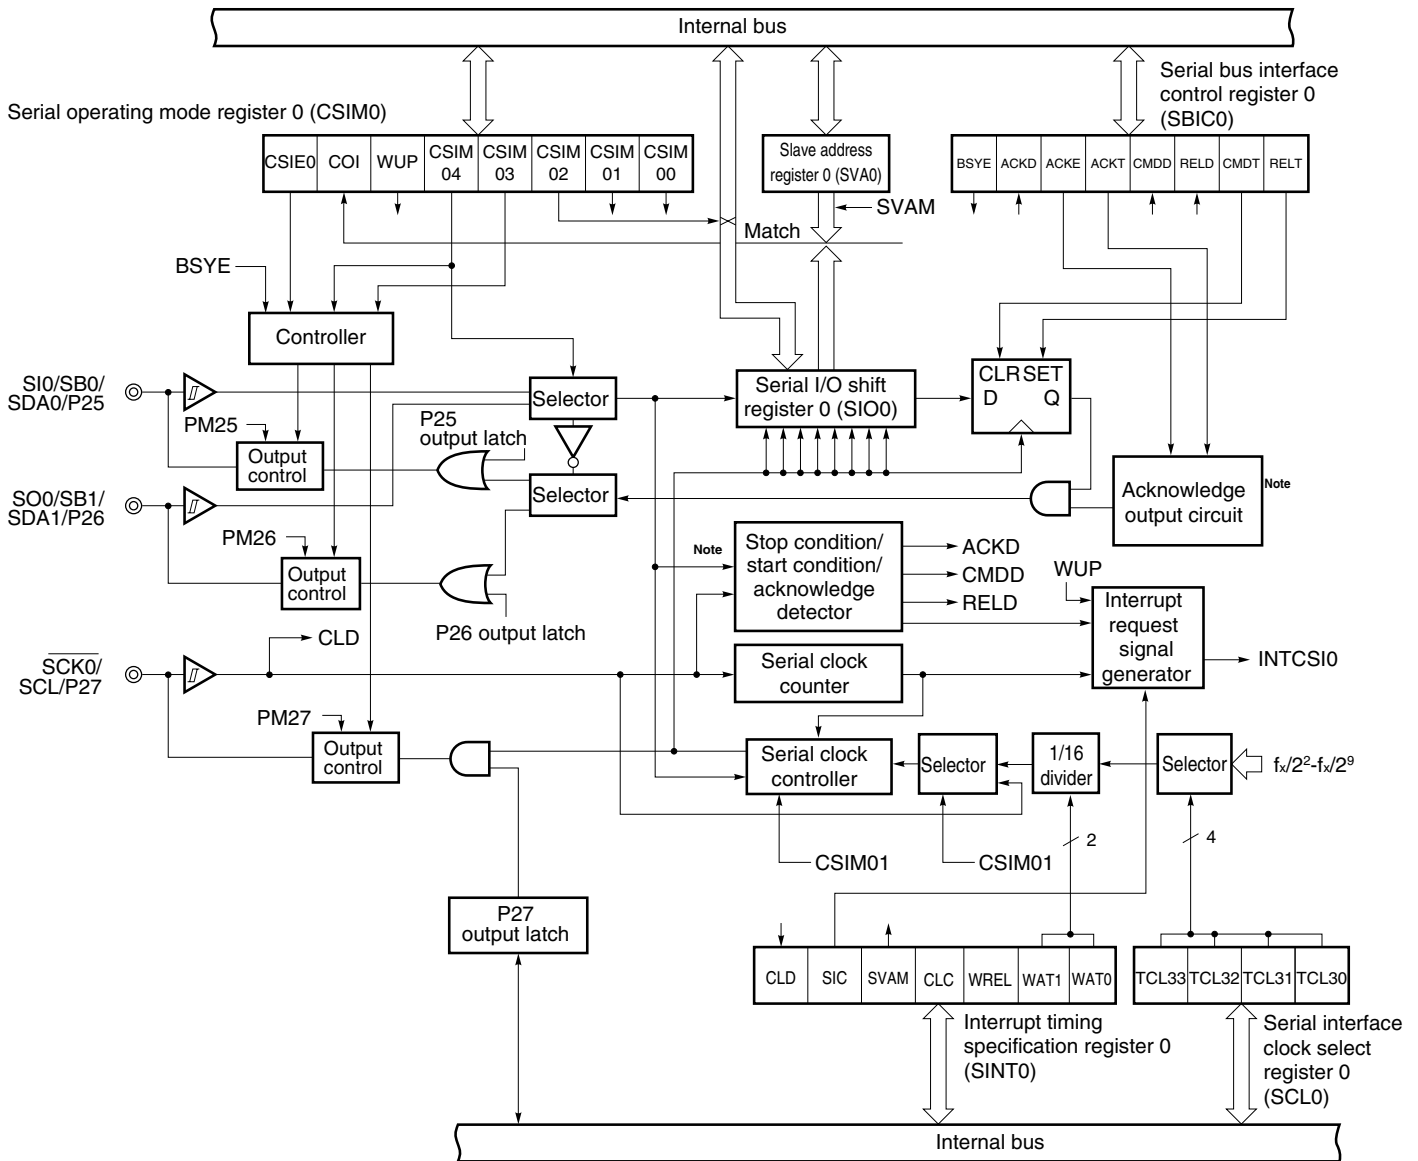 Internal bus
Serial operating mode register 0 (CSIM0)
Serial bus interface
control register 0
(SBIC0)
CSIE0 COI WUP CSIM 04 CSIM 03 CSIM 02 CSIM 01 CSIM 00
Slave address
register 0 (SVA0)
BSYE ACKD ACKE ACKT CMDD RELD CMDT RELT
SVAM
Match
BSYE
Controller
SI0/SB0/
SDA0/P25
PM25
Output
control
P25
output latch
Selector
Selector
Serial I/O shift
register 0 (SIO0)
CLR SET
D Q
SO0/SB1/
SDA1/P26
PM26
Output
control
P26 output latch
Acknowledge
output circuit
Note
Note
Stop condition/
start condition/
acknowledge
detector
ACKD
CMDD
RELD
WUP
Interrupt
request
signal
generator
INTCSI0
CLD
SCK0/
SCL/P27
Serial clock
counter
PM27
Output
control
Serial clock
controller
Selector
1/16
divider
Selector
fx/2²-fx/2⁹
CSIM01
CSIM01
2
4
P27
output latch
CLD SIC SVAM CLC WREL WAT1 WAT0
TCL33 TCL32 TCL31 TCL30
Interrupt timing
specification register 0
(SINT0)
Serial interface
clock select
register 0
(SCL0)
Internal bus